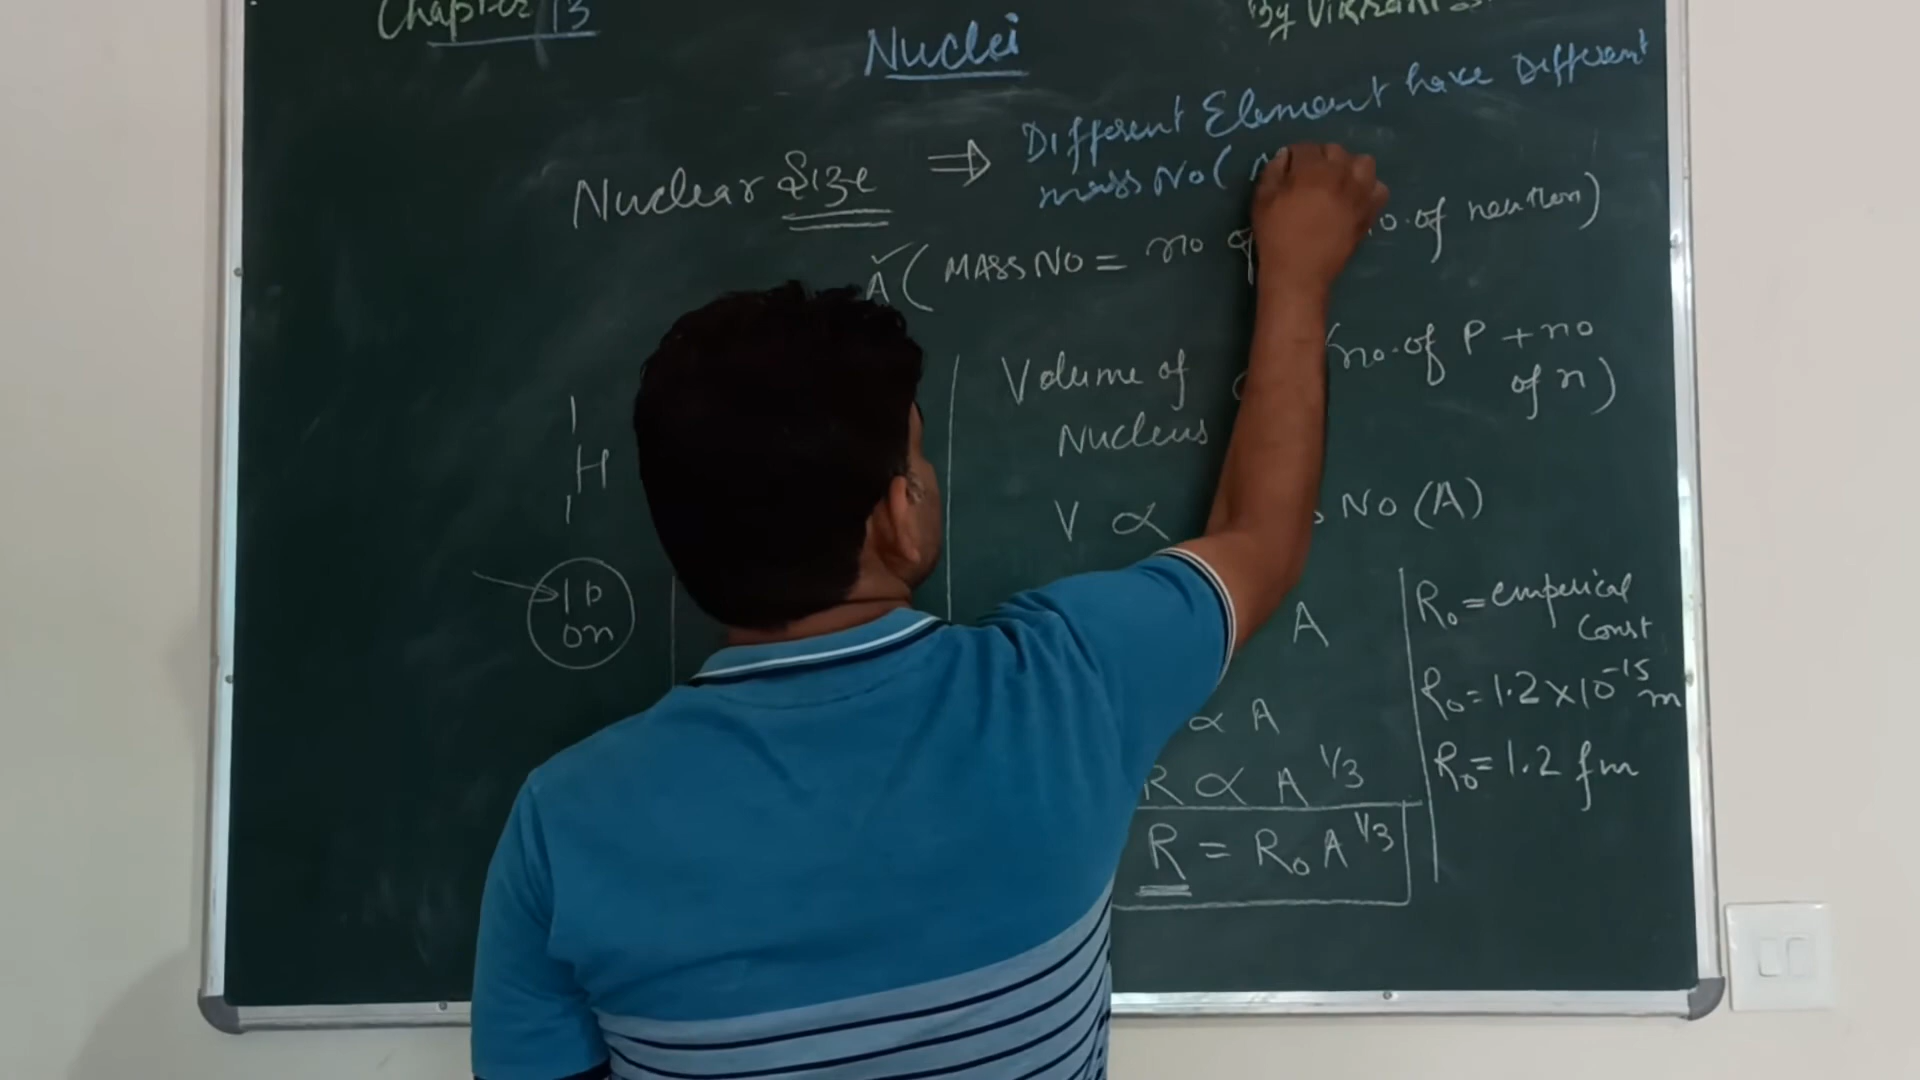 Chapter 13
By Vikrant
Nuclei
Nuclear Size ⇒ Different Element have Different
mass No (
A ( MASS NO = no of no. of neutron)
Volume of no. of P + no
Nucleus of n)
V ∝ No (A)
1
H
1
1 p
0n
A
∝ A
R ∝ A 1/3
R = R₀ A 1/3
R₀ = emperical
Const
R₀ = 1.2 × 10⁻¹⁵ m
R₀ = 1.2 fm